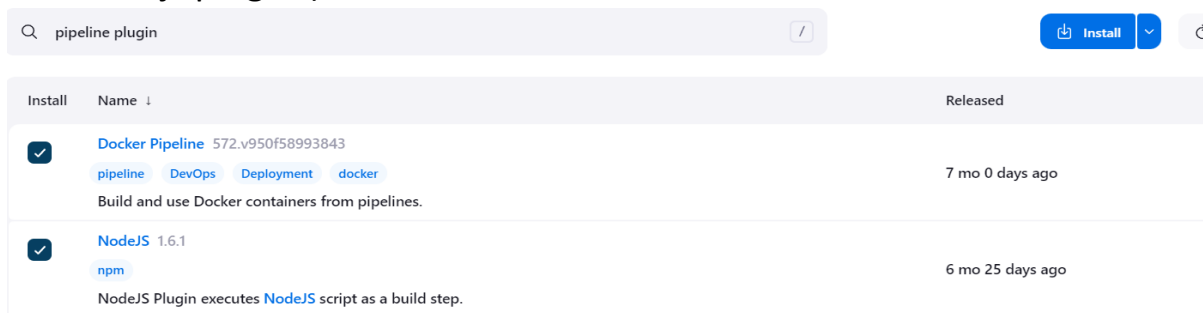 pipeline plugin /
Install
Install Name ↓ Released
Docker Pipeline 572.v950f58993843
pipeline DevOps Deployment docker
7 mo 0 days ago
Build and use Docker containers from pipelines.
NodeJS 1.6.1
npm
6 mo 25 days ago
NodeJS Plugin executes NodeJS script as a build step.